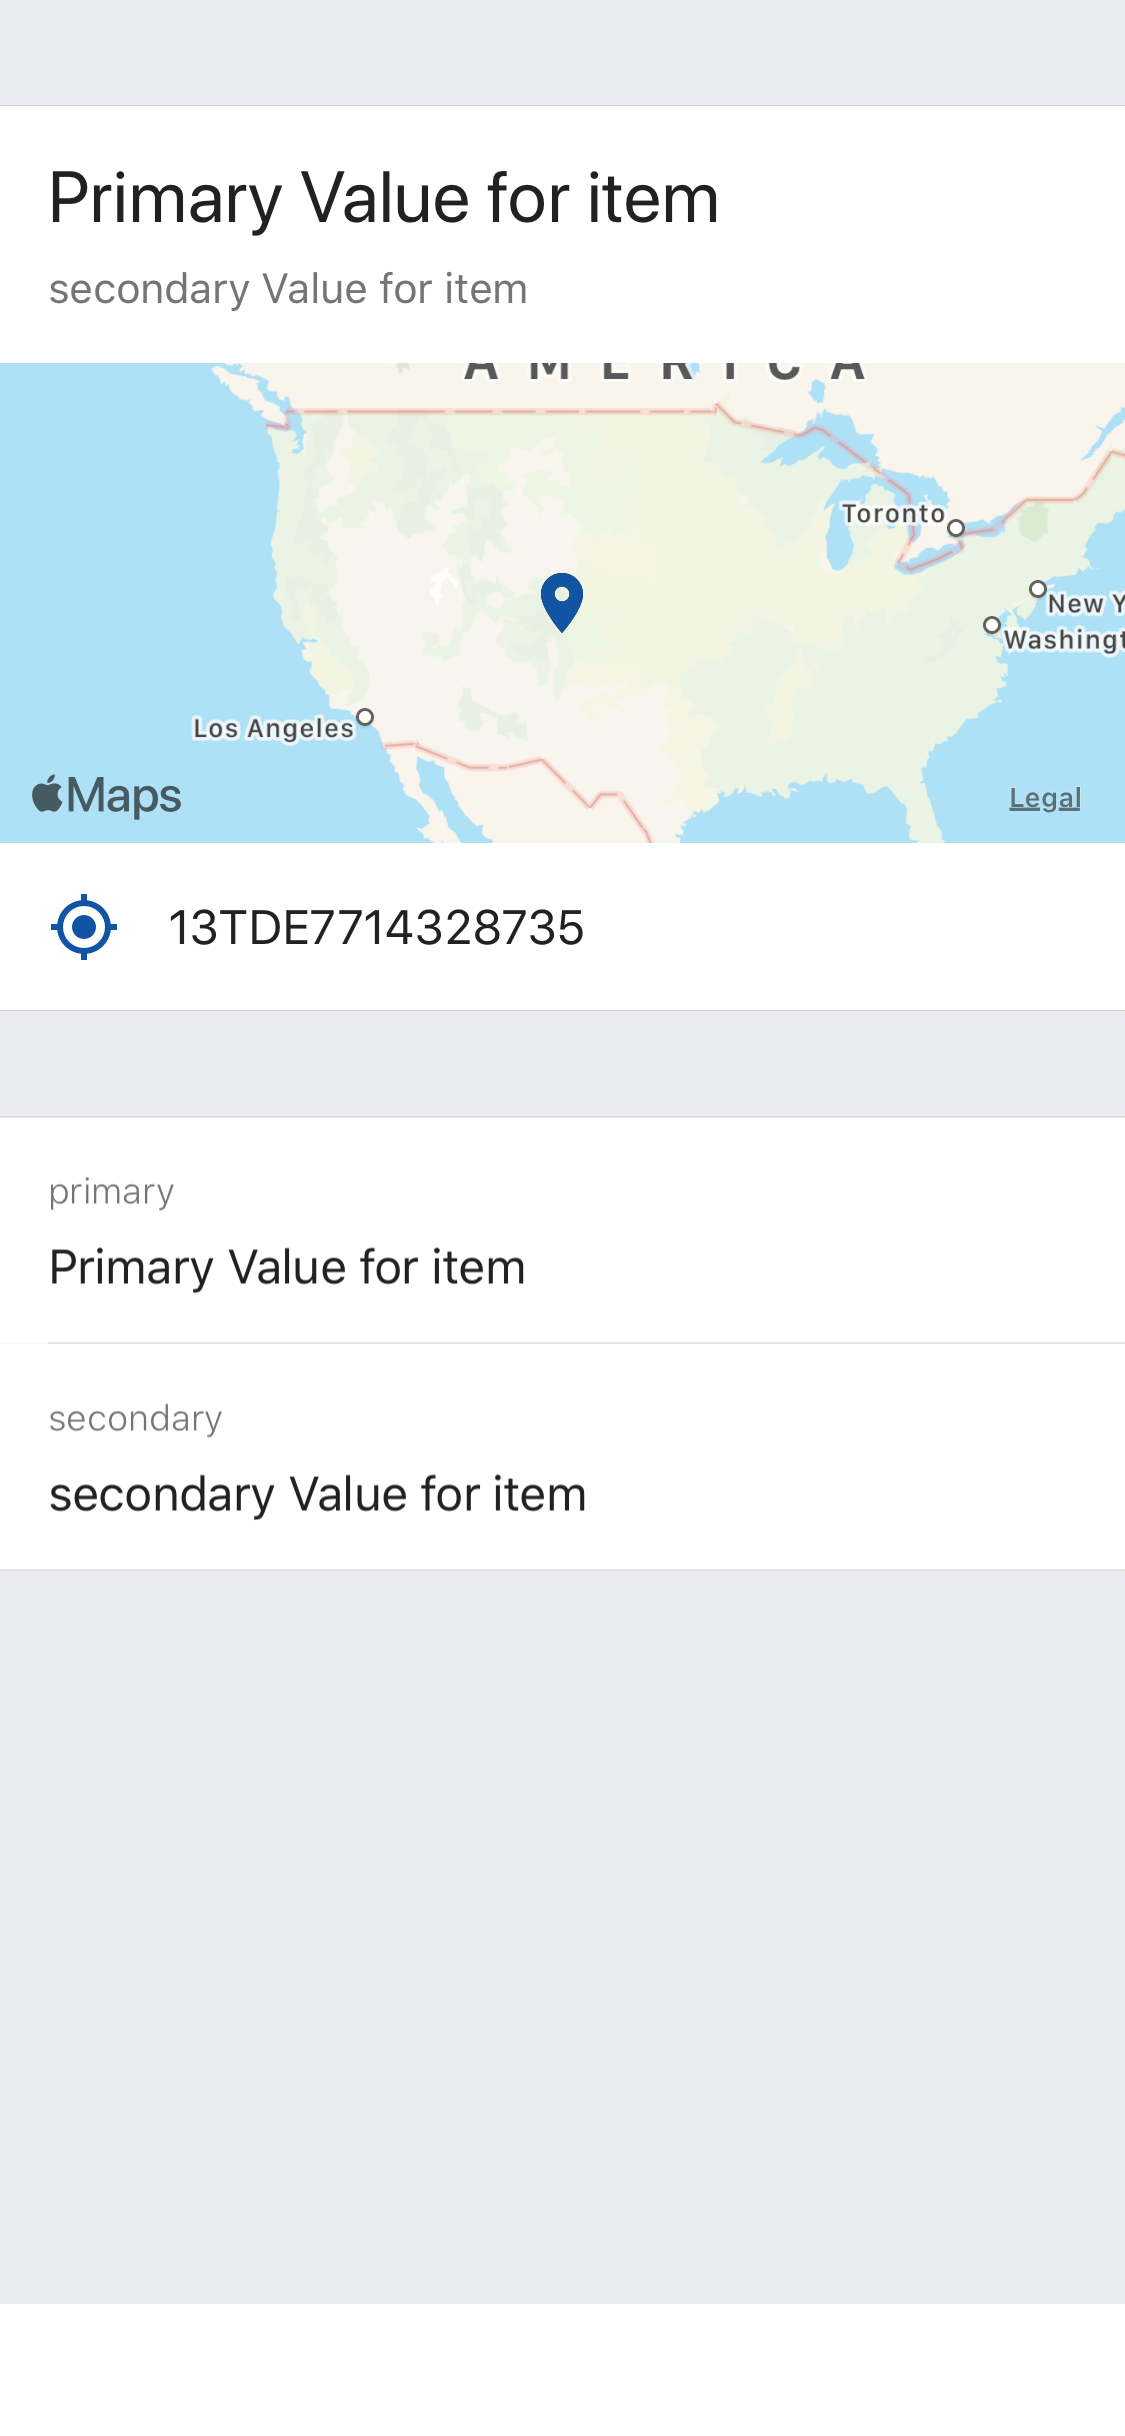 Primary Value for item
secondary Value for item
AMERICA
Toronto
New Y
Washingt
Los Angeles
Maps
Legal
13TDE7714328735
primary
Primary Value for item
secondary
secondary Value for item